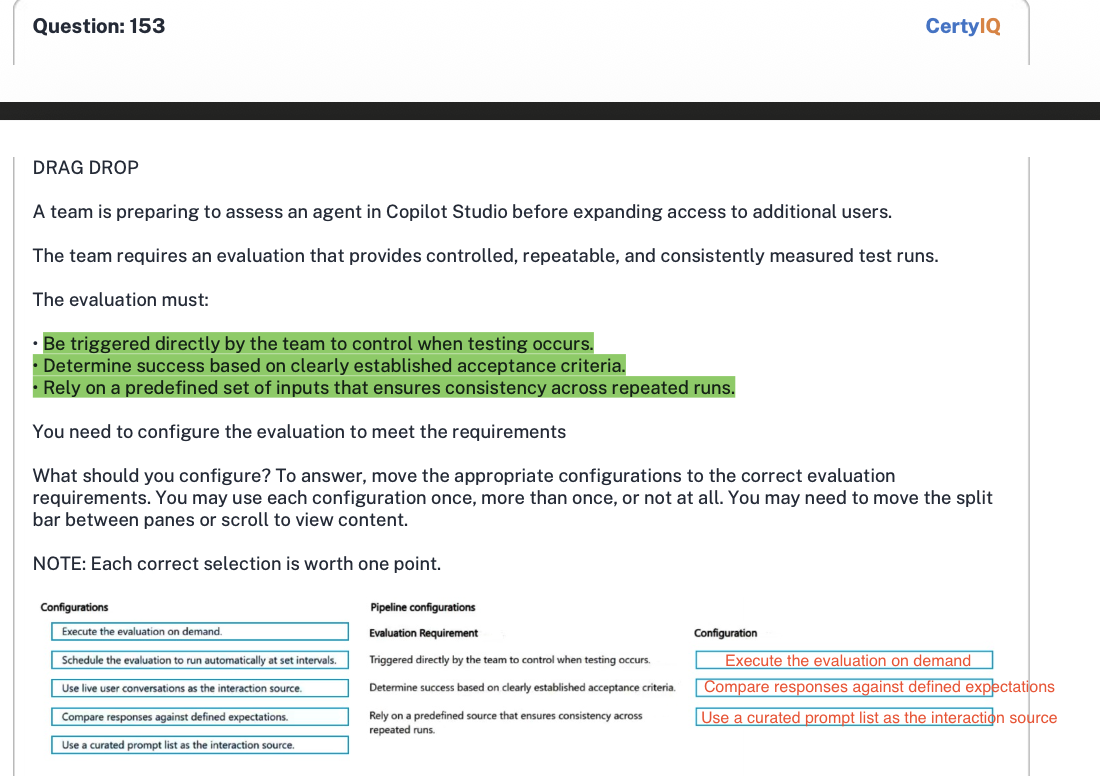 Question: 153
CertyIQ
DRAG DROP
A team is preparing to assess an agent in Copilot Studio before expanding access to additional users.
The team requires an evaluation that provides controlled, repeatable, and consistently measured test runs.
The evaluation must:
• Be triggered directly by the team to control when testing occurs.
• Determine success based on clearly established acceptance criteria.
• Rely on a predefined set of inputs that ensures consistency across repeated runs.
You need to configure the evaluation to meet the requirements
What should you configure? To answer, move the appropriate configurations to the correct evaluation
requirements. You may use each configuration once, more than once, or not at all. You may need to move the split
bar between panes or scroll to view content.
NOTE: Each correct selection is worth one point.
Configurations
Execute the evaluation on demand.
Schedule the evaluation to run automatically at set intervals.
Use live user conversations as the interaction source.
Compare responses against defined expectations.
Use a curated prompt list as the interaction source.
Pipeline configurations
Evaluation Requirement
Configuration
Triggered directly by the team to control when testing occurs.
Execute the evaluation on demand
Determine success based on clearly established acceptance criteria.
Compare responses against defined expectations
Rely on a predefined source that ensures consistency across
repeated runs.
Use a curated prompt list as the interaction source